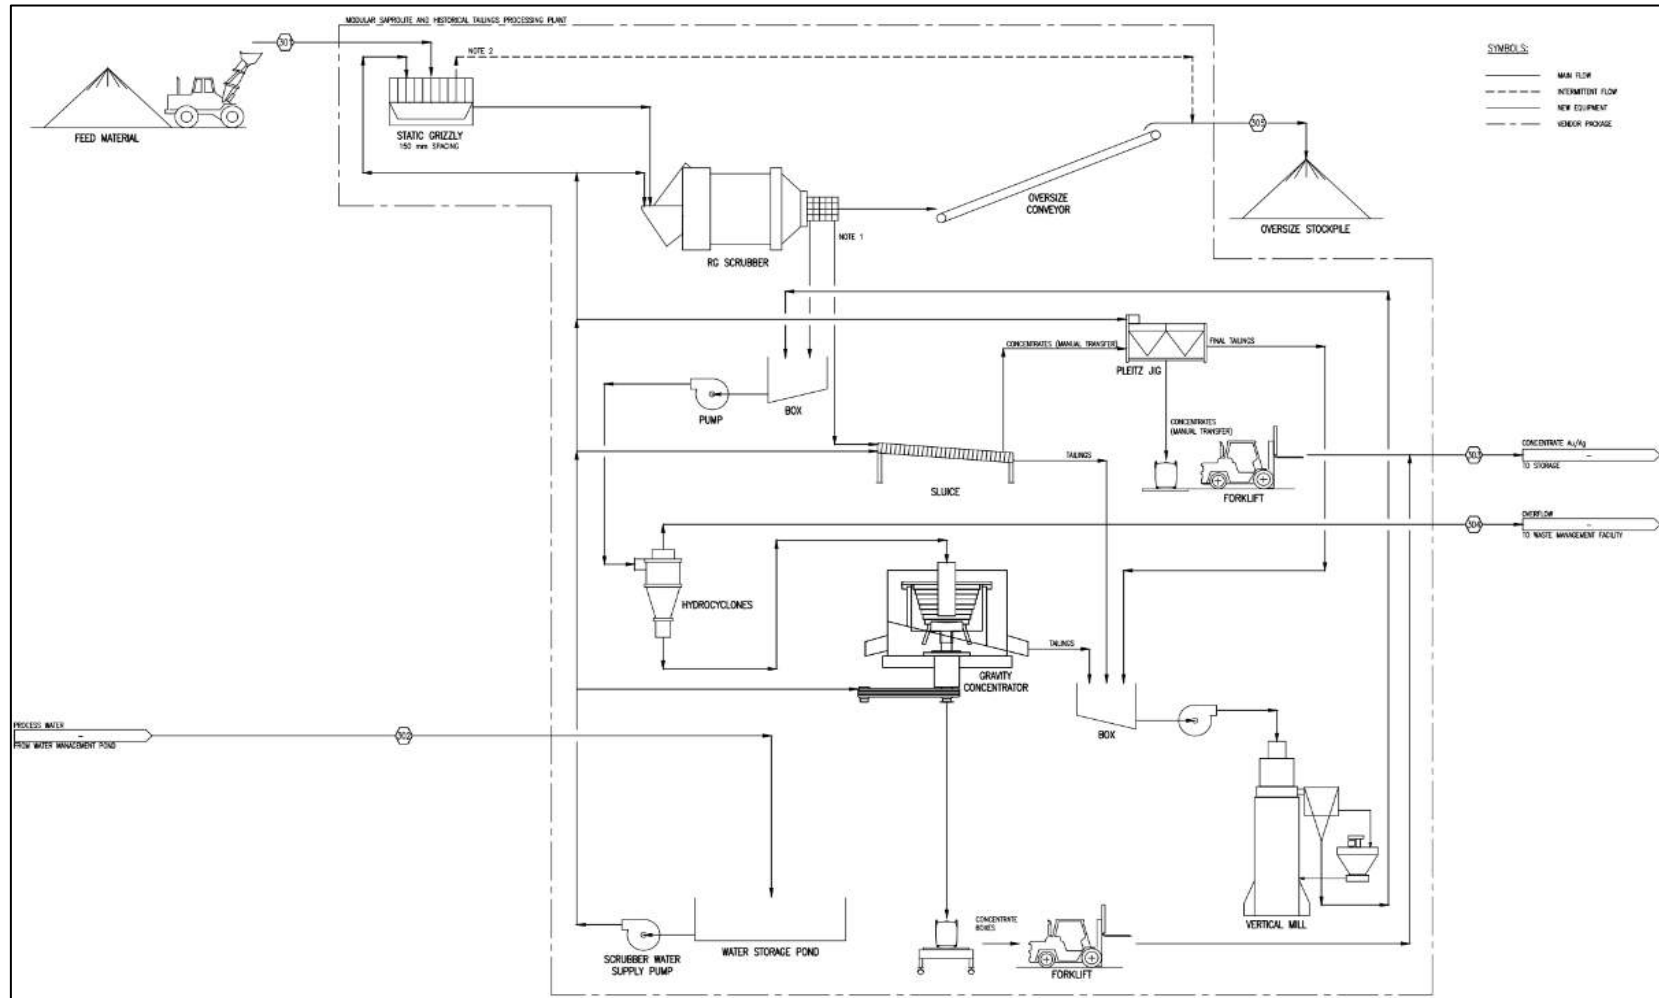 MODULAR SAPROLITE AND HISTORICAL TAILINGS PROCESSING PLANT
301
NOTE 2
SYMBOLS:
MAIN FLOW
INTERMITTENT FLOW
NEW EQUIPMENT
VENDOR PACKAGE
FEED MATERIAL
STATIC GRIZZLY
150 mm SPACING
305
OVERSIZE
CONVEYOR
OVERSIZE STOCKPILE
NOTE 1
RG SCRUBBER
CONCENTRATES (MANUAL TRANSFER)
FINAL TAILINGS
PLEITZ JIG
PUMP
BOX
CONCENTRATES
(MANUAL TRANSFER)
TAILINGS
SLUICE
FORKLIFT
303
CONCENTRATE Au/Ag
TO STORAGE
304
OVERFLOW
TO WASTE MANAGEMENT FACILITY
HYDROCYCLONES
TAILINGS
GRAVITY
CONCENTRATOR
BOX
PROCESS WATER
FROM WATER MANAGEMENT POND
302
VERTICAL MILL
SCRUBBER WATER
SUPPLY PUMP
WATER STORAGE POND
CONCENTRATE
BOXES
FORKLIFT